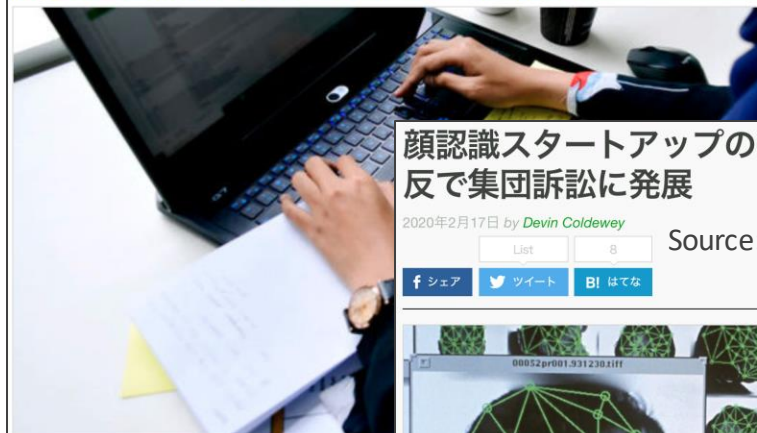 顔認識スタートアップの
反で集団訴訟に発展
2020年2月17日 by Devin Coldewey
Source
List
8
f シェア
ツイート
B! はてな
00052pr001.931230.tiff